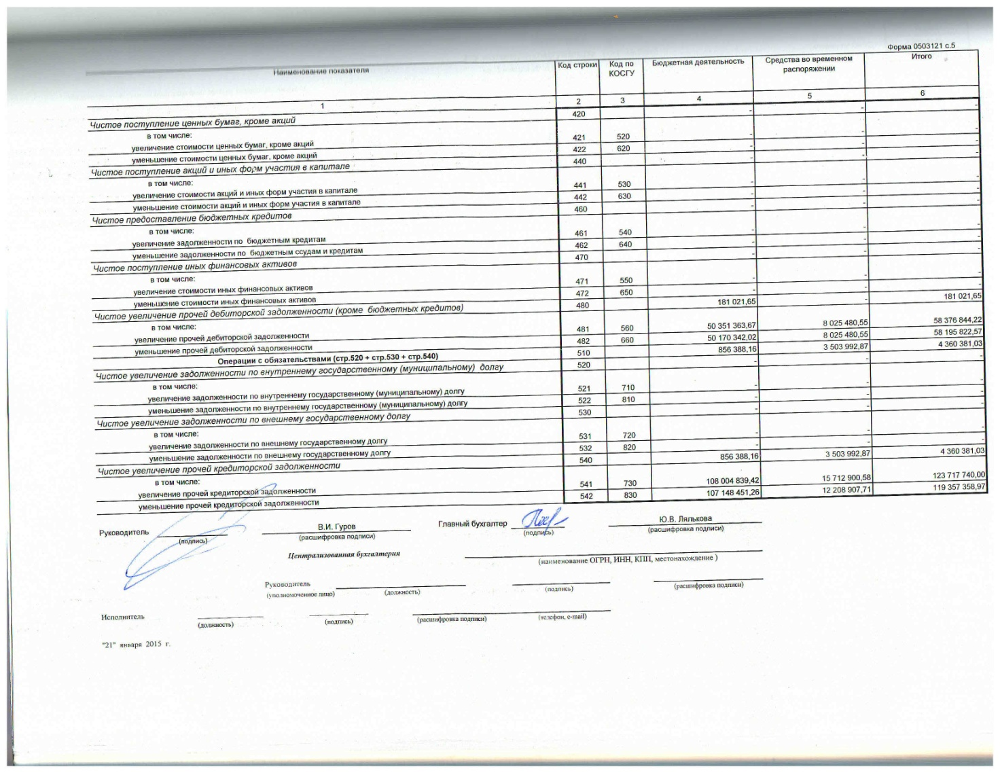 Форма 0503121 с.5
Наименование показателя Код строки Код по КОСГУ Бюджетная деятельность Средства во временном распоряжении Итого
1 2 3 4 5 6
Чистое поступление ценных бумаг, кроме акций 420 - - -
в том числе:
увеличение стоимости ценных бумаг, кроме акций 421 520 - - -
уменьшение стоимости ценных бумаг, кроме акций 422 620 - - -
Чистое поступление акций и иных форм участия в капитале 440 - - -
в том числе:
увеличение стоимости акций и иных форм участия в капитале 441 530 - - -
уменьшение стоимости акций и иных форм участия в капитале 442 630 - - -
Чистое предоставление бюджетных кредитов 460 - - -
в том числе:
увеличение задолженности по бюджетным кредитам 461 540 - - -
уменьшение задолженности по бюджетным ссудам и кредитам 462 640 - - -
Чистое поступление иных финансовых активов 470 - - -
в том числе:
увеличение стоимости иных финансовых активов 471 550 - - -
уменьшение стоимости иных финансовых активов 472 650 - - -
Чистое увеличение прочей дебиторской задолженности (кроме бюджетных кредитов) 480 181 021,65 - 181 021,65
в том числе:
увеличение прочей дебиторской задолженности 481 560 50 351 363,67 8 025 480,55 58 376 844,22
уменьшение прочей дебиторской задолженности 482 660 50 170 342,02 8 025 480,55 58 195 822,57
Операции с обязательствами (стр.520 + стр.530 + стр.540) 510 856 388,16 3 503 992,87 4 360 381,03
Чистое увеличение задолженности по внутреннему государственному (муниципальному) долгу 520 - - -
в том числе:
увеличение задолженности по внутреннему государственному (муниципальному) долгу 521 710 - - -
уменьшение задолженности по внутреннему государственному (муниципальному) долгу 522 810 - - -
Чистое увеличение задолженности по внешнему государственному долгу 530 - - -
в том числе:
увеличение задолженности по внешнему государственному долгу 531 720 - - -
уменьшение задолженности по внешнему государственному долгу 532 820 - - -
Чистое увеличение прочей кредиторской задолженности 540 856 388,16 3 503 992,87 4 360 381,03
в том числе:
увеличение прочей кредиторской задолженности 541 730 108 004 839,42 15 712 900,58 123 717 740,00
уменьшение прочей кредиторской задолженности 542 830 107 148 451,26 12 208 907,71 119 357 358,97
Руководитель В.И. Гуров Главный бухгалтер Ю.В. Лялькова
(подпись) (расшифровка подписи) (подпись) (расшифровка подписи)
Централизованная бухгалтерия
(наименование ОГРН, ИНН, КПП, местонахождение )
Руководитель
(уполномоченное лицо) (должность) (подпись) (расшифровка подписи)
Исполнитель
(должность) (подпись) (расшифровка подписи) (телефон, e-mail)
"21" января 2015 г.